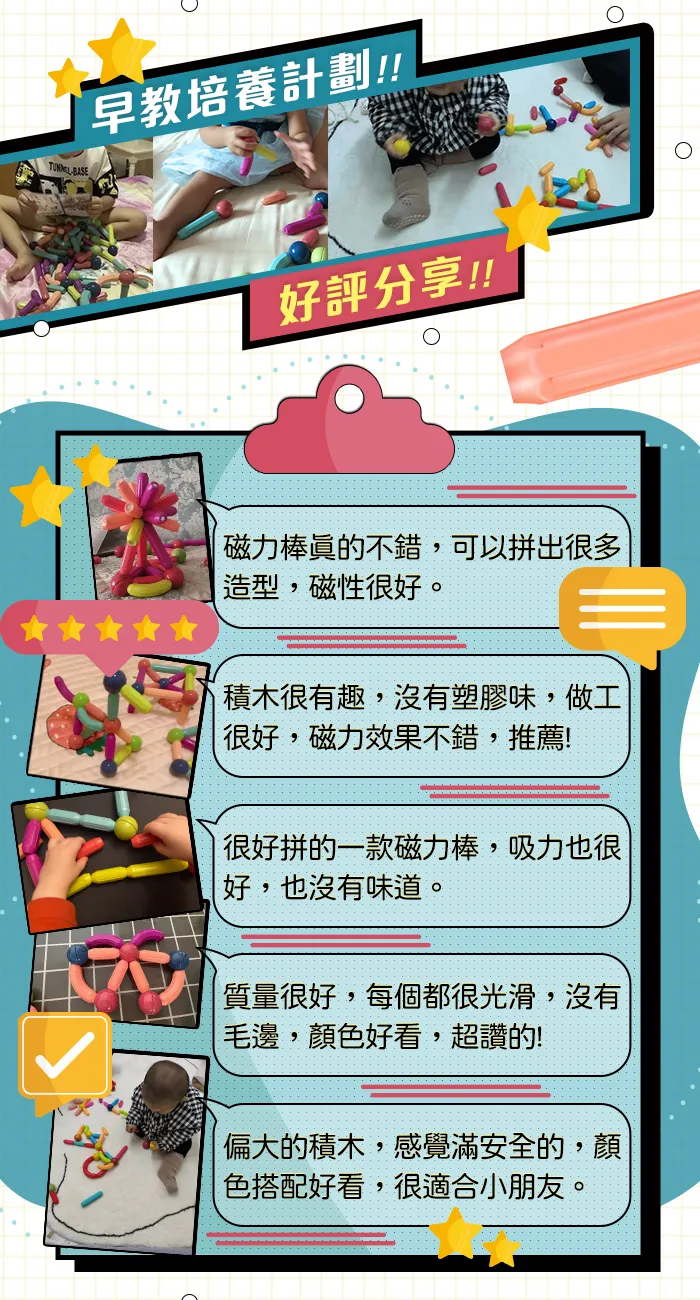 早教培養計劃!!
TUNNEL-BASE
好評分享!!
磁力棒眞的不錯，可以拼出很多
造型，磁性很好。
積木很有趣，沒有塑膠味，做工
很好，磁力效果不錯，推薦!
很好拼的一款磁力棒，吸力也很
好，也沒有味道。
質量很好，每個都很光滑，沒有
毛邊，顏色好看，超讚的!
偏大的積木，感覺滿安全的，顏
色搭配好看，很適合小朋友。